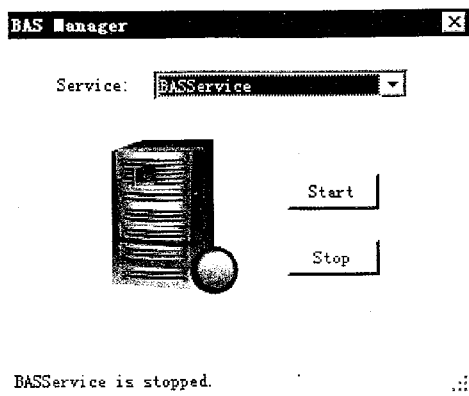 BAS Manager
Service: BASService
Start
Stop
BASService is stopped.